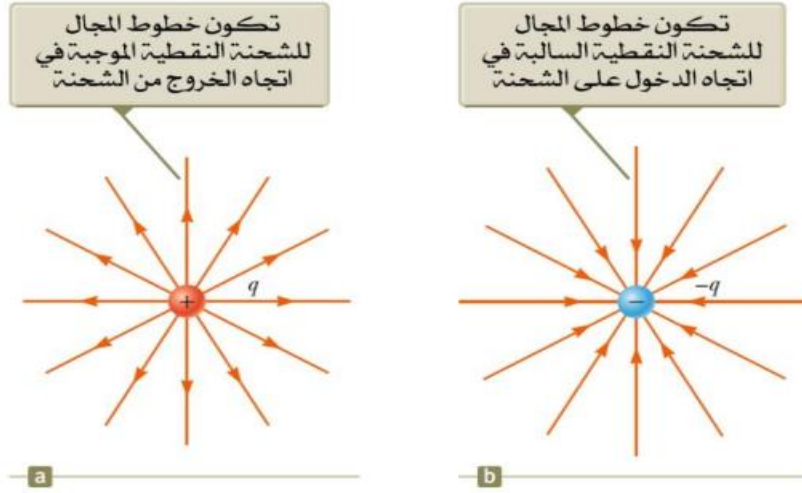 تكون خطوط المجال
للشحنة النقطية الموجبة في
اتجاه الخروج من الشحنة
تكون خطوط المجال
للشحنة النقطية السالبة في
اتجاه الدخول على الشحنة
+
q
−
−q
a
b